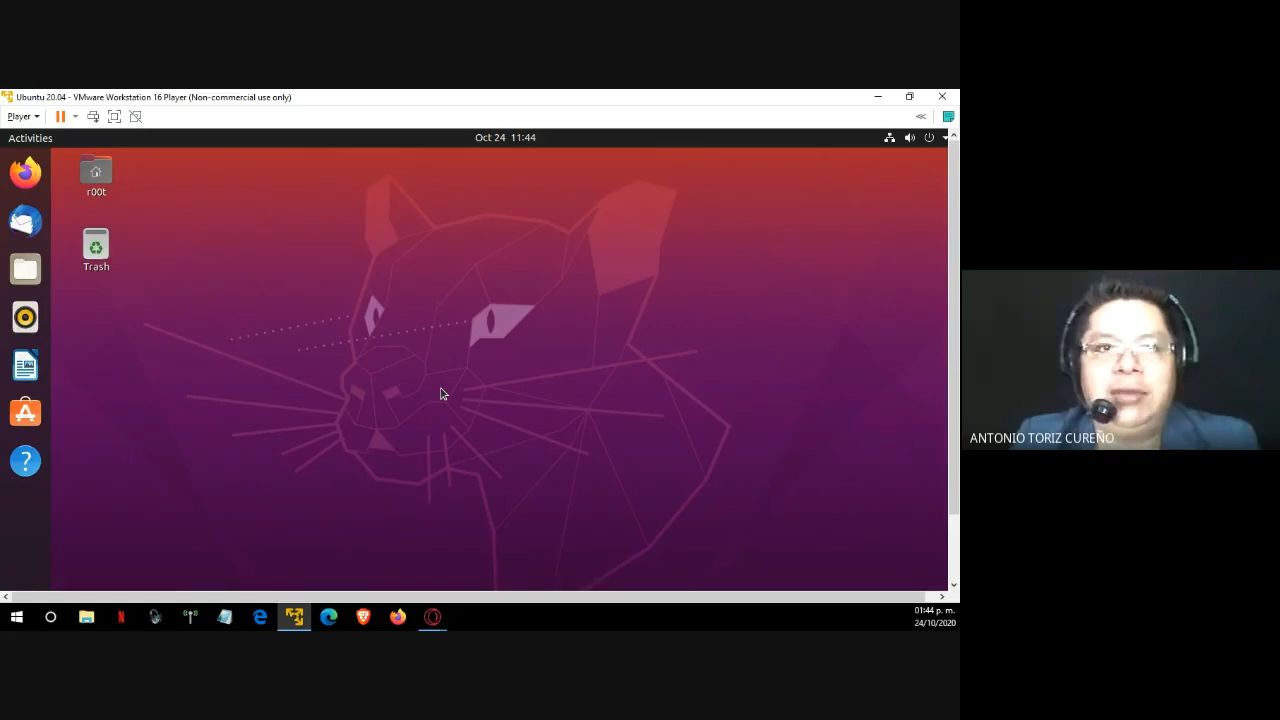 Ubuntu 20.04 - VMware Workstation 16 Player (Non-commercial use only)
Player
Activities
Oct 24 11:44
r00t
Trash
ANTONIO TORIZ CUREÑO
01:44 p. m.
24/10/2020